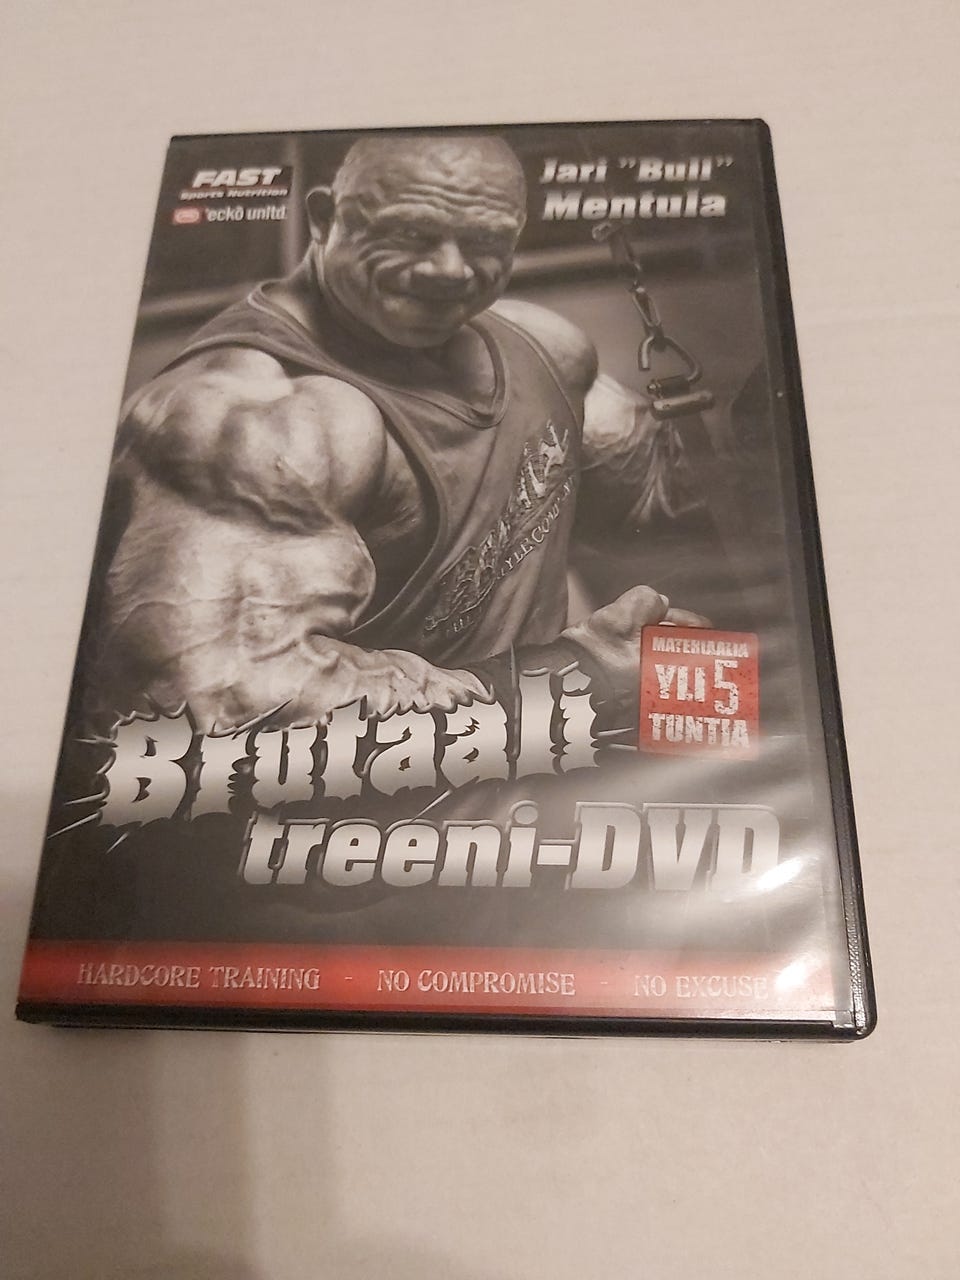 FAST
Sports Nutrition
eckō unltd.
Jari "Bull"
Mentula
MATERIAALIA
YLI 5
TUNTIA
Brutaali
treeni-DVD
HARDCORE TRAINING - NO COMPROMISE - NO EXCUSE